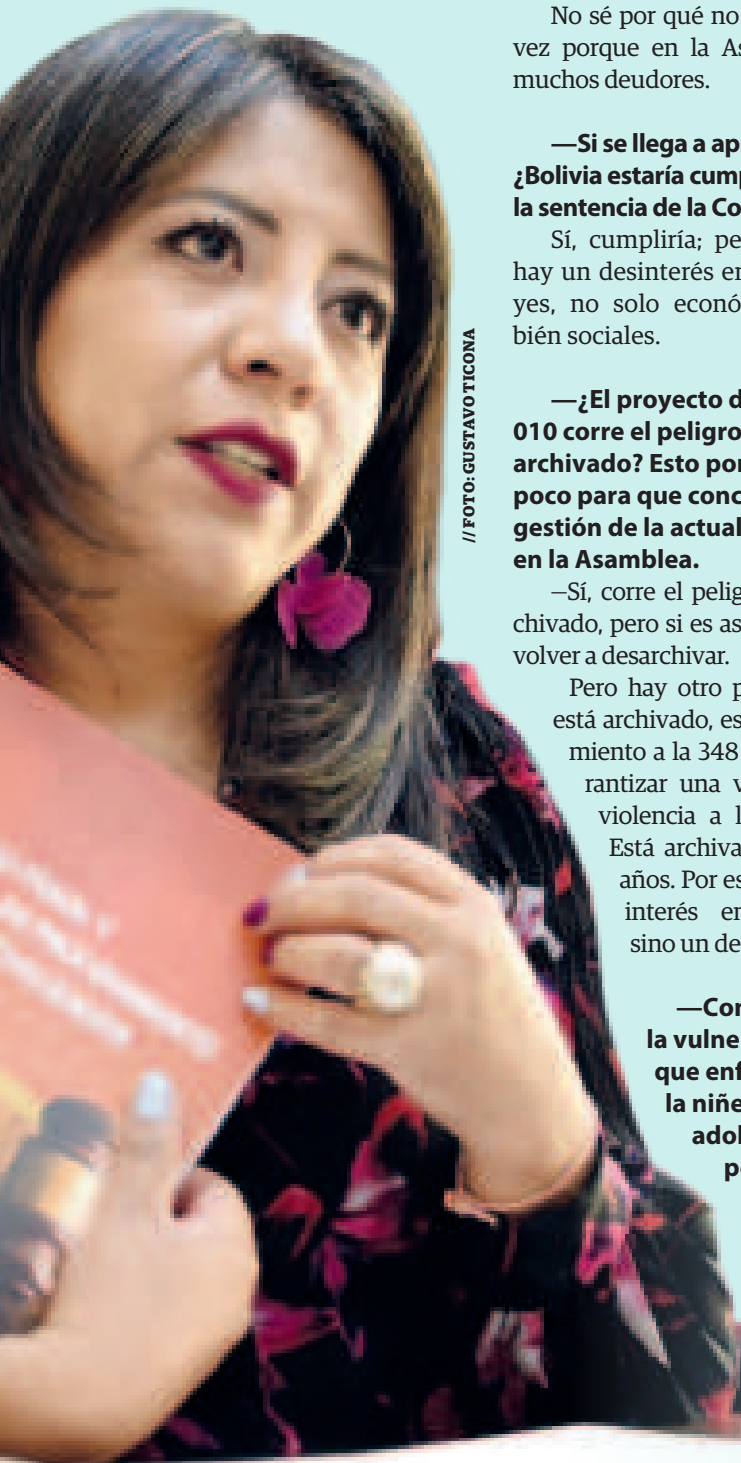 No sé por qué no
vez porque en la As
muchos deudores.
—Si se llega a ap
¿Bolivia estaría cump
la sentencia de la Co
Sí, cumpliría; pe
hay un desinterés en
yes, no solo econó
bién sociales.
—¿El proyecto d
010 corre el peligro
archivado? Esto por
poco para que conc
gestión de la actual
en la Asamblea.
—Sí, corre el pelig
chivado, pero si es as
volver a desarchivar.
Pero hay otro p
está archivado, es
miento a la 348
rantizar una v
violencia a l
Está archiva
años. Por es
interés en
sino un de
—Con
la vulne
que enf
la niñe
adol
p
// FOTO: GUSTAVO TICONA